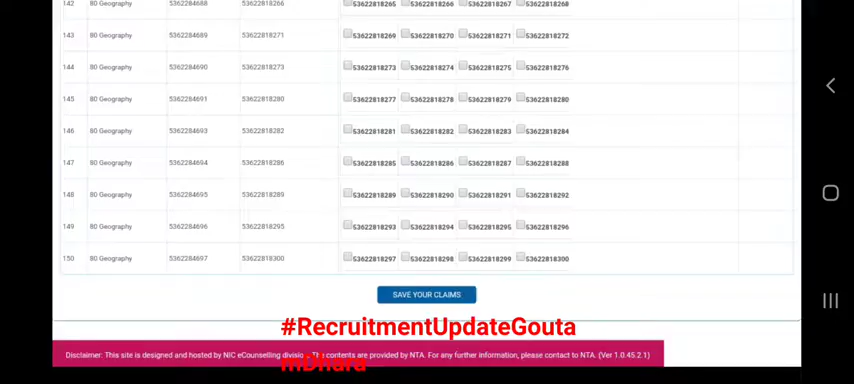 142 80 Geography 5362284688 53622818266 53622818265 53622818266 53622818267 53622818268
143 80 Geography 5362284689 53622818271 53622818269 53622818270 53622818271 53622818272
144 80 Geography 5362284690 53622818273 53622818273 53622818274 53622818275 53622818276
145 80 Geography 5362284691 53622818280 53622818277 53622818278 53622818279 53622818280
146 80 Geography 5362284693 53622818282 53622818281 53622818282 53622818283 53622818284
147 80 Geography 5362284694 53622818286 53622818285 53622818286 53622818287 53622818288
148 80 Geography 5362284695 53622818289 53622818289 53622818290 53622818291 53622818292
149 80 Geography 5362284696 53622818295 53622818293 53622818294 53622818295 53622818296
150 80 Geography 5362284697 53622818300 53622818297 53622818298 53622818299 53622818300
SAVE YOUR CLAIMS
#RecruitmentUpdateGouta
Disclaimer: This site is designed and hosted by NIC eCounselling division. The contents are provided by NTA. For any further information, please contact to NTA. (Ver 1.0.45.2.1)
mDhara